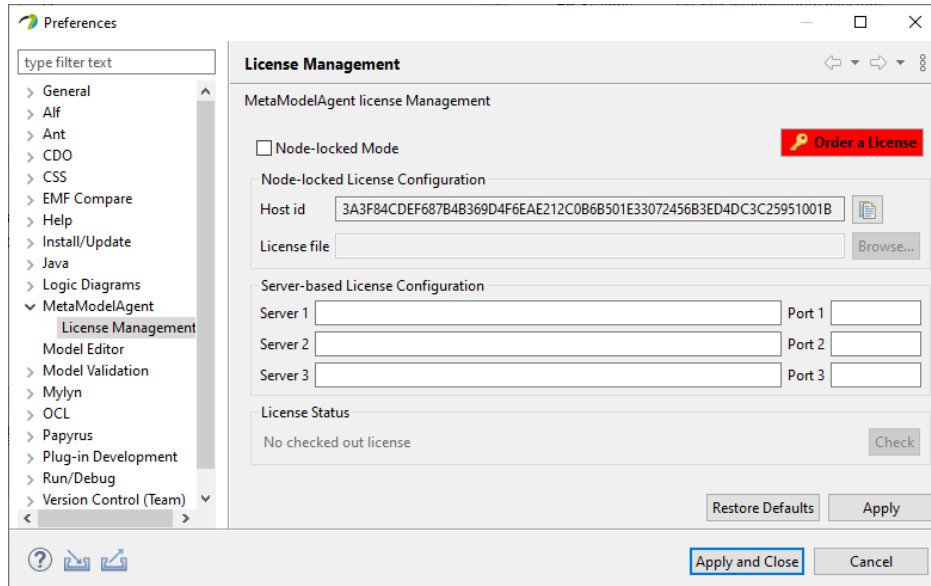 Preferences
type filter text
General
Alf
Ant
CDO
CSS
EMF Compare
Help
Install/Update
Java
Logic Diagrams
MetaModelAgent
License Management
Model Editor
Model Validation
Mylyn
OCL
Papyrus
Plug-in Development
Run/Debug
Version Control (Team)
License Management
MetaModelAgent license Management
Node-locked Mode
Order a License
Node-locked License Configuration
Host id 3A3F84CDEF687B4B369D4F6EAE212C0B6B501E33072456B3ED4DC3C25951001B
License file Browse...
Server-based License Configuration
Server 1 Port 1
Server 2 Port 2
Server 3 Port 3
License Status
No checked out license Check
Restore Defaults Apply
Apply and Close Cancel